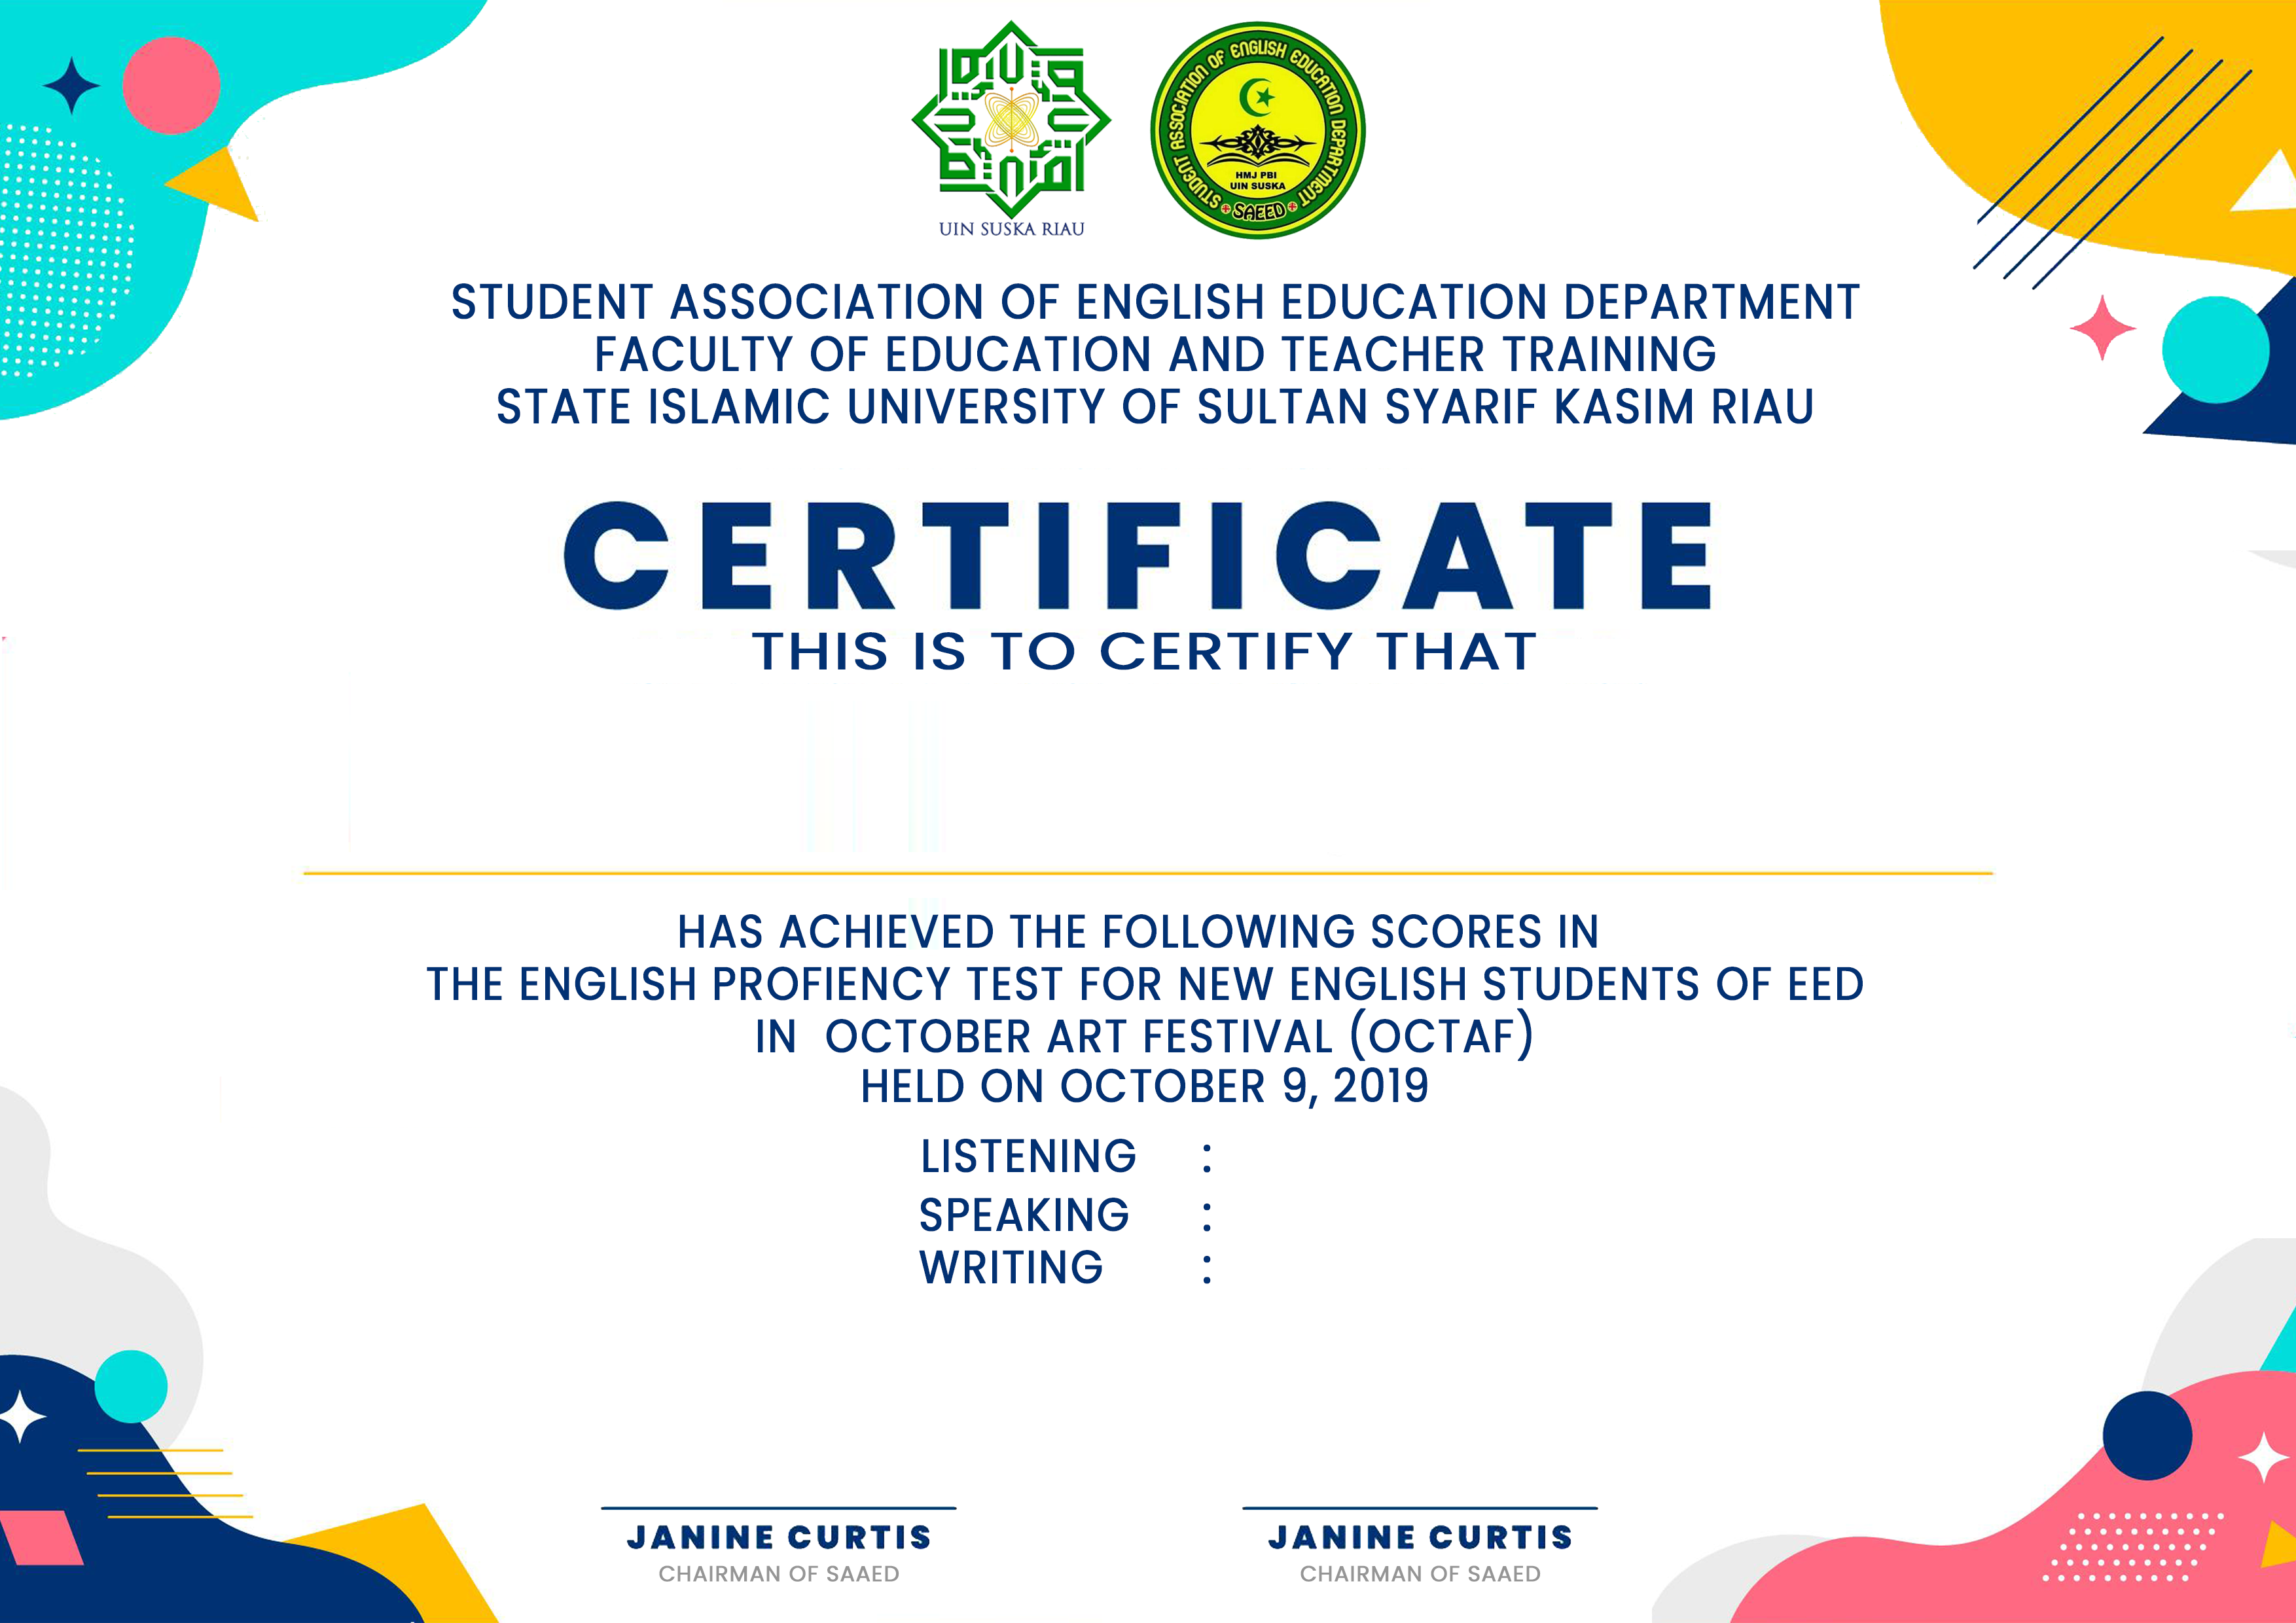 UIN SUSKA RIAU
STUDENT ASSOCIATION OF ENGLISH EDUCATION DEPARTMENT
HMJ PBI
UIN SUSKA
SAEED
STUDENT ASSOCIATION OF ENGLISH EDUCATION DEPARTMENT
FACULTY OF EDUCATION AND TEACHER TRAINING
STATE ISLAMIC UNIVERSITY OF SULTAN SYARIF KASIM RIAU
CERTIFICATE
THIS IS TO CERTIFY THAT
HAS ACHIEVED THE FOLLOWING SCORES IN
THE ENGLISH PROFIENCY TEST FOR NEW ENGLISH STUDENTS OF EED
IN OCTOBER ART FESTIVAL (OCTAF)
HELD ON OCTOBER 9, 2019
LISTENING :
SPEAKING :
WRITING :
JANINE CURTIS
CHAIRMAN OF SAAED
JANINE CURTIS
CHAIRMAN OF SAAED